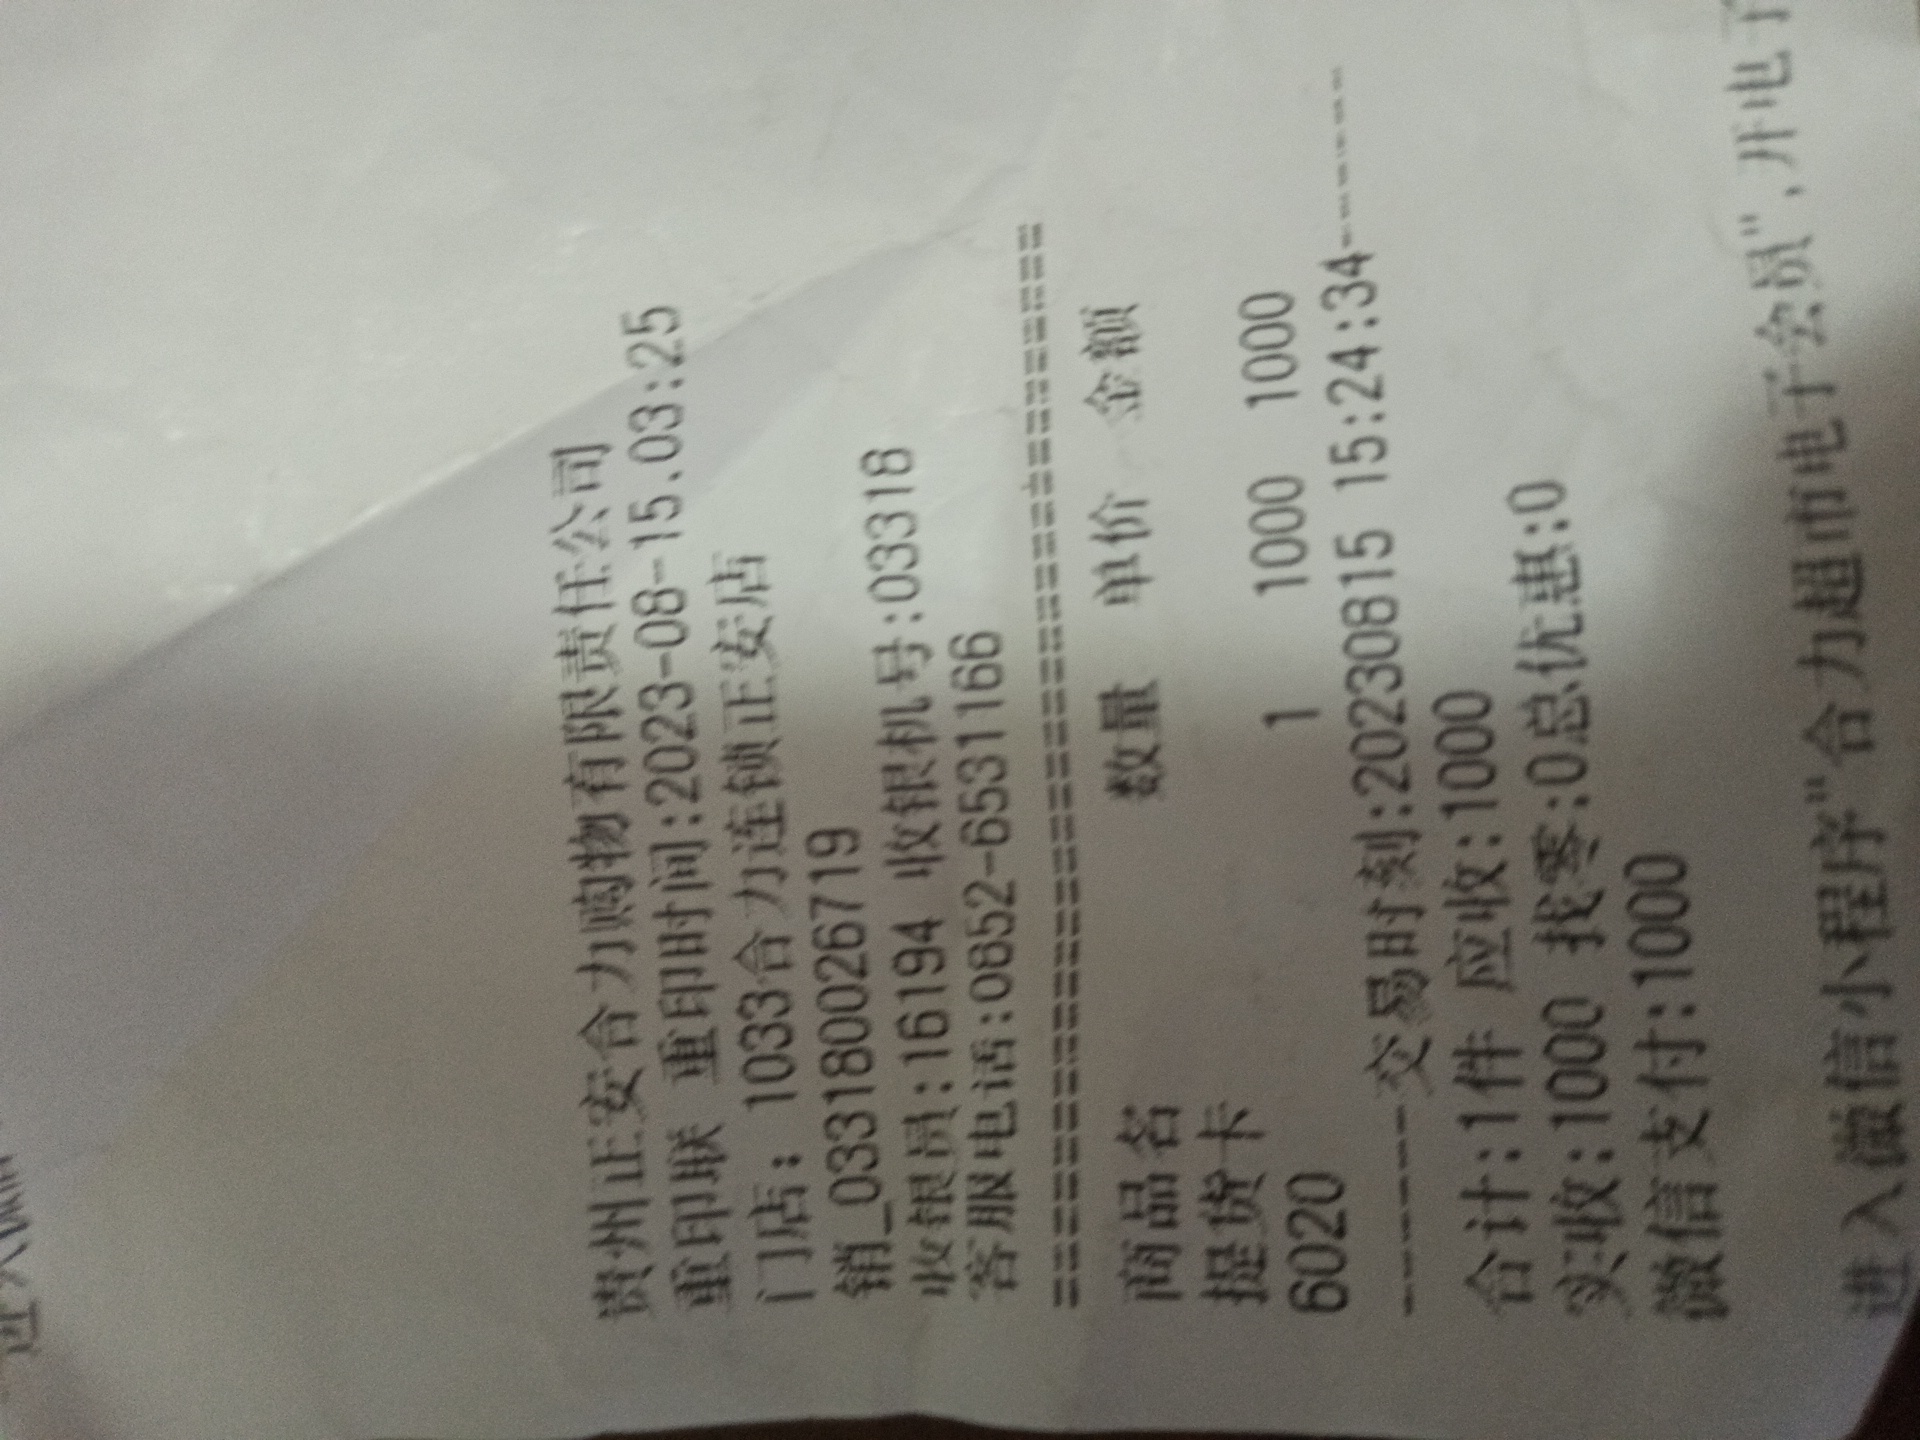 贵州正安合力购物有限责任公司
重印联 重印时间:2023-08-15.03:25
门店: 1033合力连锁正安店
销_033180026719
收银员:16194 收银机号:03318
客服电话:0852-6531166
==========================================
商品名 数量 单价 金额
提货卡
6020 1 1000 1000
--------交易时刻:20230815 15:24:34--------
合计:1件 应收:1000
实收:1000 找零:0总优惠:0
微信支付:1000
进入微信小程序"合力超市电子会员",开电子